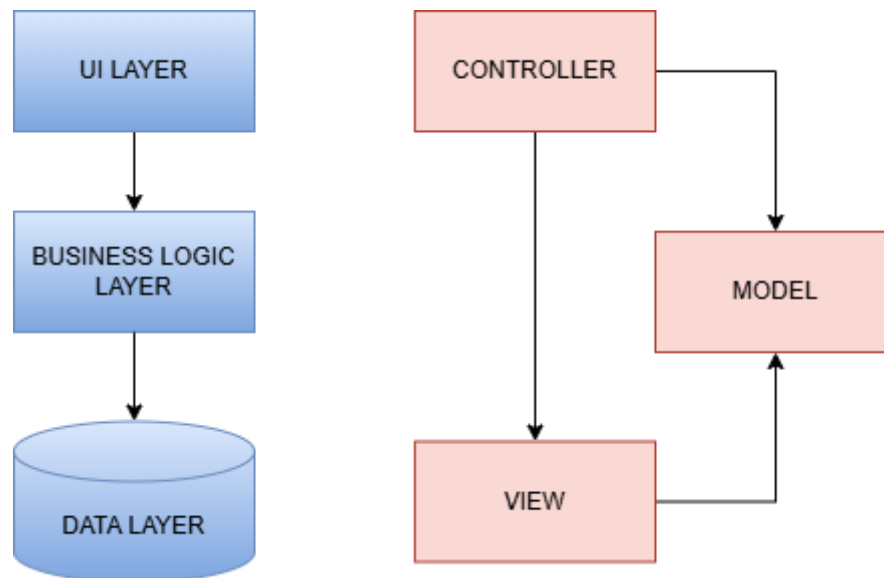 UI LAYER
CONTROLLER
BUSINESS LOGIC
LAYER
MODEL
VIEW
DATA LAYER